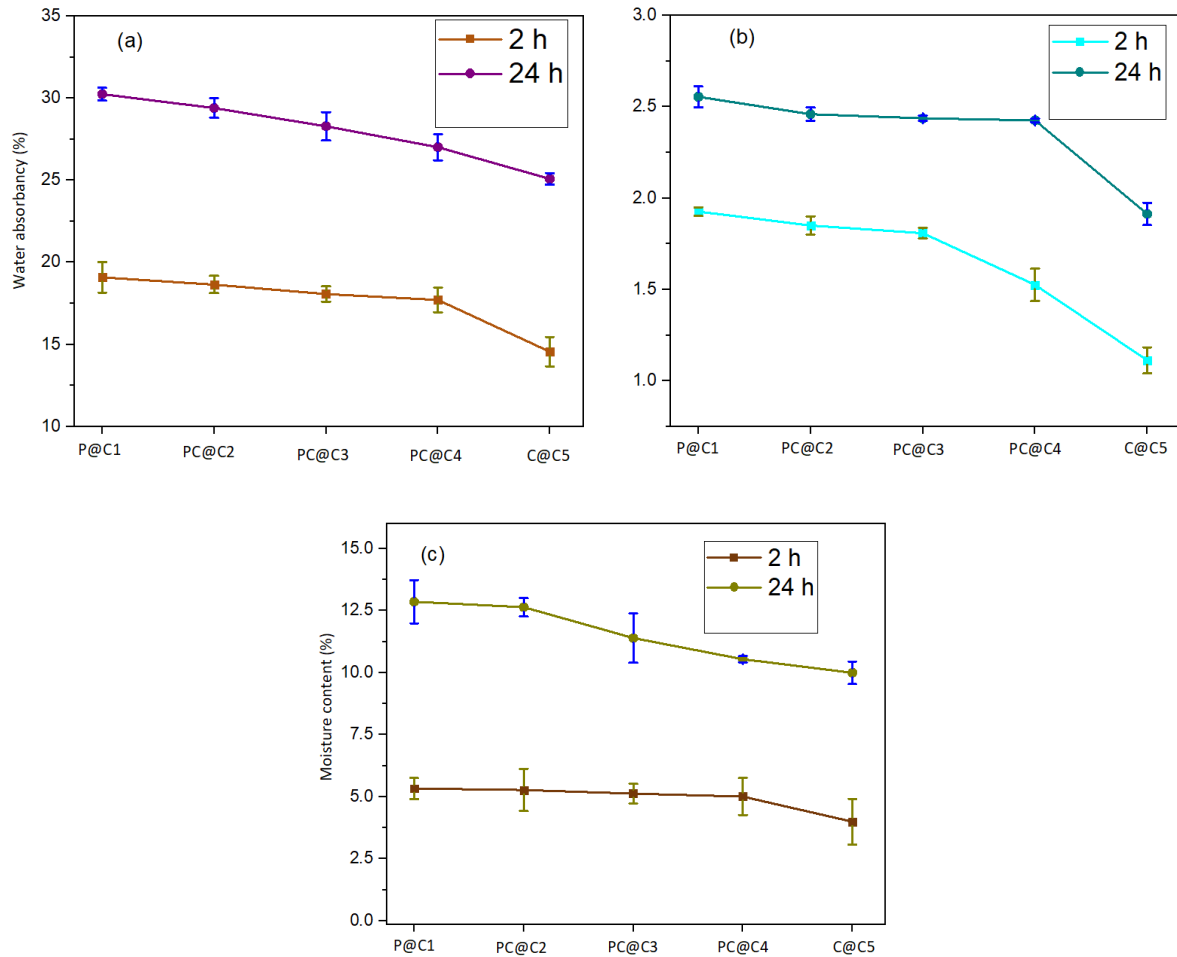 (a)
2 h
24 h
35
30
25
20
15
10
Water absorbancy (%)
P@C1 PC@C2 PC@C3 PC@C4 C@C5
(b)
2 h
24 h
3.0
2.5
2.0
1.5
1.0
P@C1 PC@C2 PC@C3 PC@C4 C@C5
(c)
2 h
24 h
15.0
12.5
10.0
7.5
5.0
2.5
0.0
Moisture content (%)
P@C1 PC@C2 PC@C3 PC@C4 C@C5